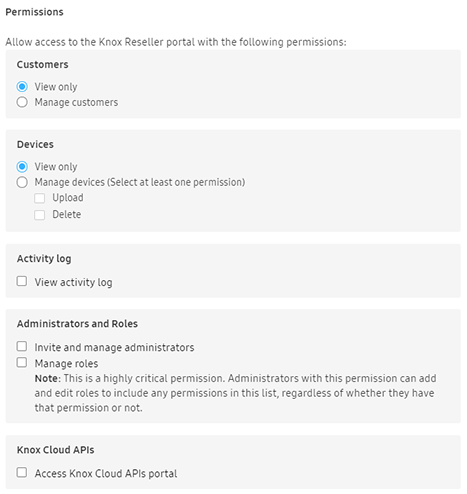 Permissions
Allow access to the Knox Reseller portal with the following permissions:
Customers
View only
Manage customers
Devices
View only
Manage devices (Select at least one permission)
Upload
Delete
Activity log
View activity log
Administrators and Roles
Invite and manage administrators
Manage roles
Note: This is a highly critical permission. Administrators with this permission can add
and edit roles to include any permissions in this list, regardless of whether they have
that permission or not.
Knox Cloud APIs
Access Knox Cloud APIs portal